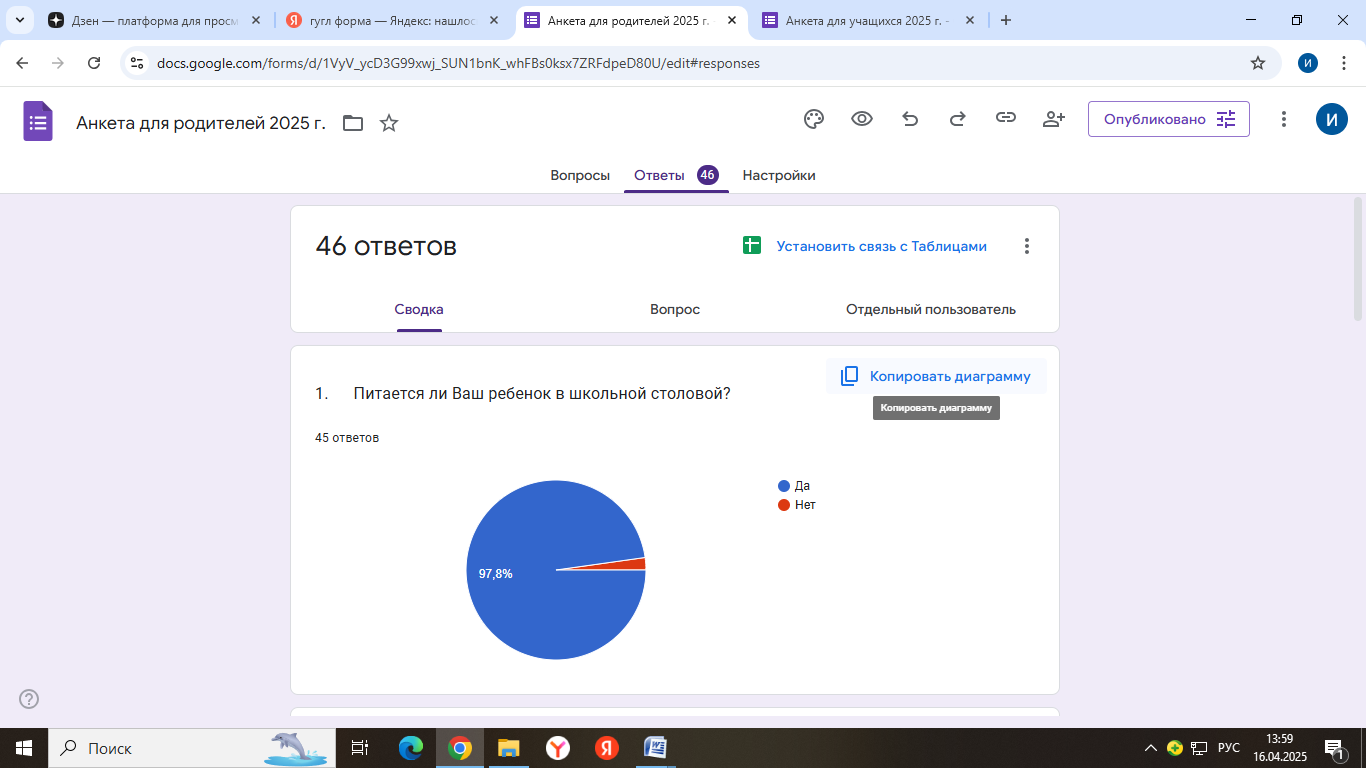 Дзен — платформа для просм
гугл форма — Яндекс: нашлос
Анкета для родителей 2025 г. -
Анкета для учащихся 2025 г. -
docs.google.com/forms/d/1VyV_ycD3G99xwj_SUN1bnK_whFBs0ksx7ZRFdpeD80U/edit#responses
И
Анкета для родителей 2025 г.
Опубликовано
И
Вопросы
Ответы 46
Настройки
46 ответов
Установить связь с Таблицами
Сводка
Вопрос
Отдельный пользователь
Копировать диаграмму
1. Питается ли Ваш ребенок в школьной столовой?
Копировать диаграмму
45 ответов
Да
Нет
97,8%
Поиск
РУС
13:59
16.04.2025
1